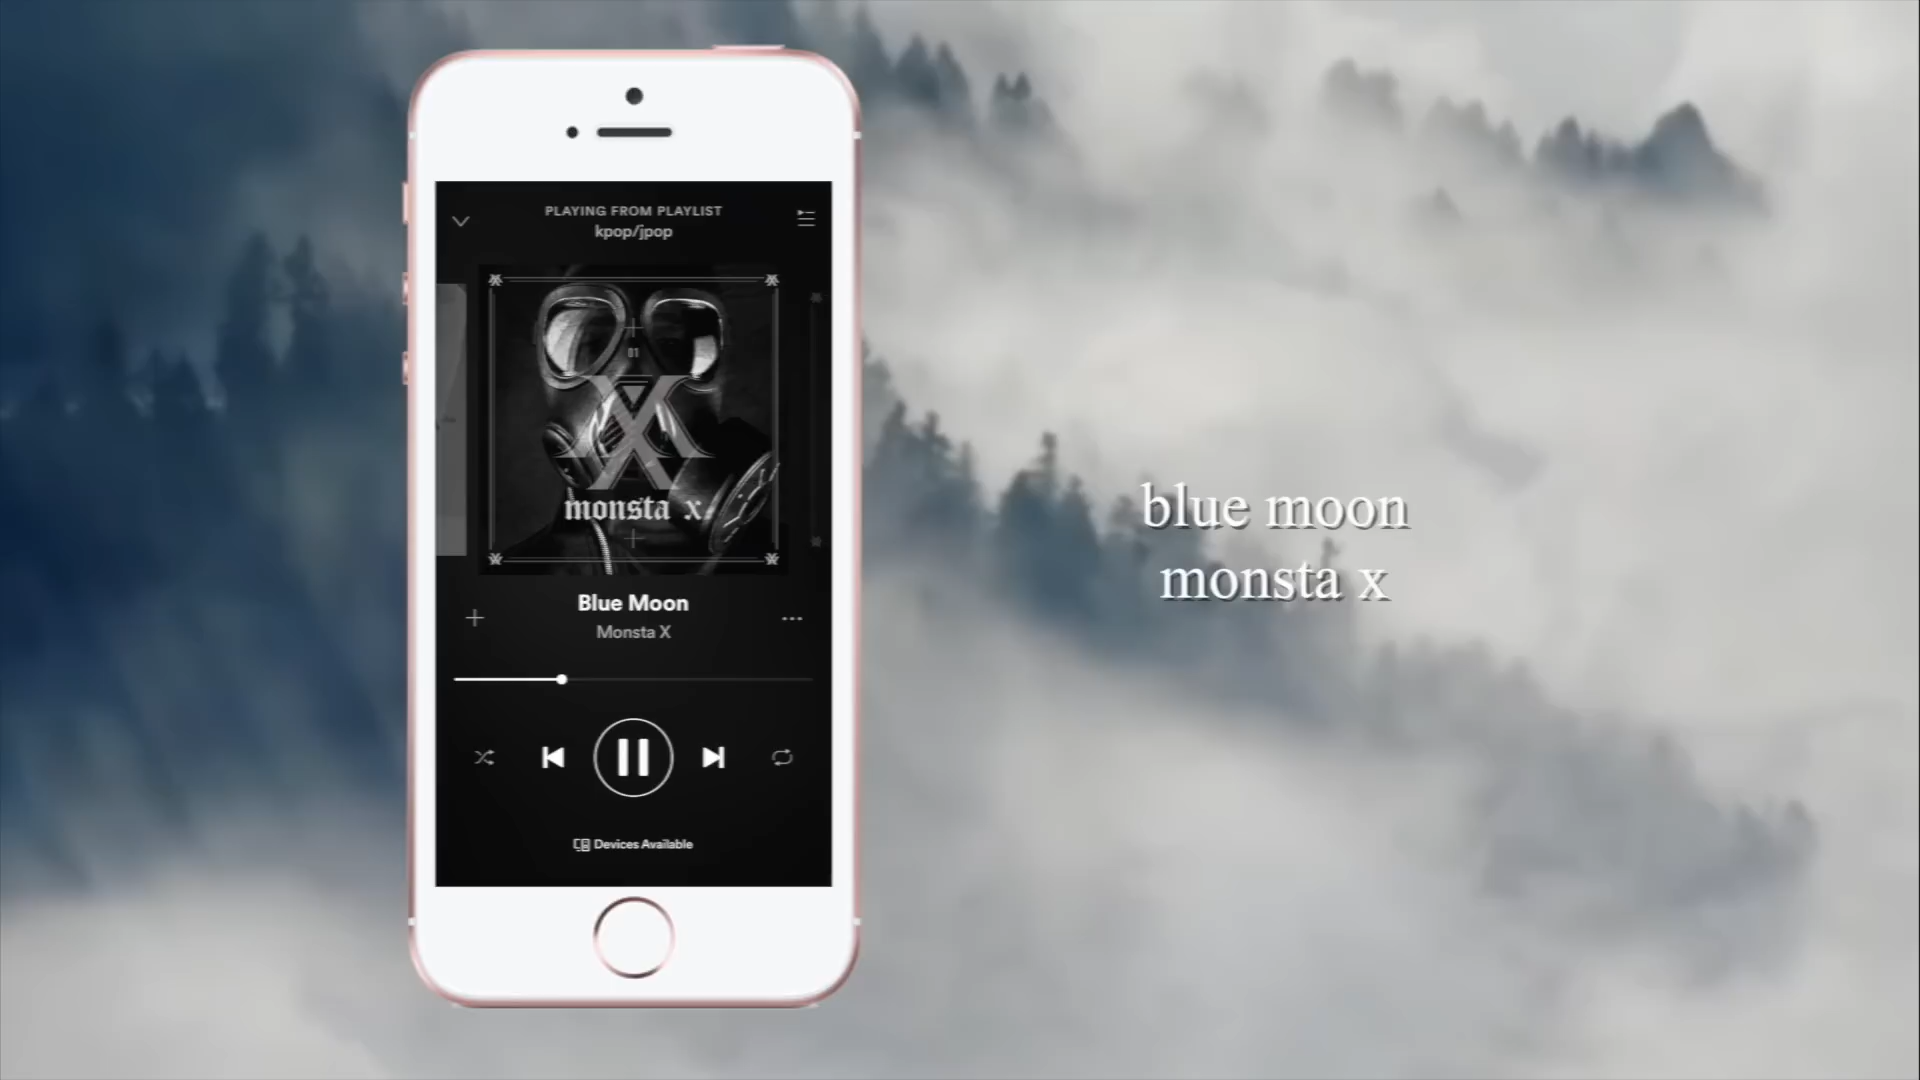 PLAYING FROM PLAYLIST
kpop/jpop
01
monsta x
Blue Moon
Monsta X
Devices Available
blue moon
monsta x